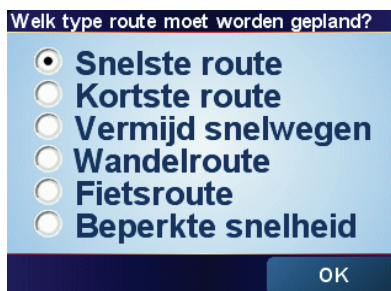 Welk type route moet worden gepland?
Snelste route
Kortste route
Vermijd snelwegen
Wandelroute
Fietsroute
Beperkte snelheid
OK